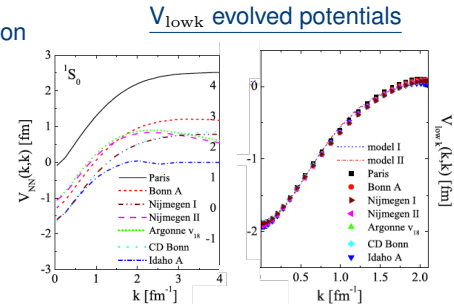 on
V_lowk evolved potentials
¹S₀
V_NN(k,k) [fm]
3
2
1
0
-1
-2
-3
4
3
2
1
0
-1
Paris
Bonn A
Nijmegen I
Nijmegen II
Argonne v₁₈
CD Bonn
Idaho A
0 1 2 3 4
k [fm⁻¹]
0
-1
-2
model I
model II
Paris
Bonn A
Nijmegen I
Nijmegen II
Argonne v₁₈
CD Bonn
Idaho A
0.5 1.0 1.5 2.0
k [fm⁻¹]
V_low k(k,k) [fm]